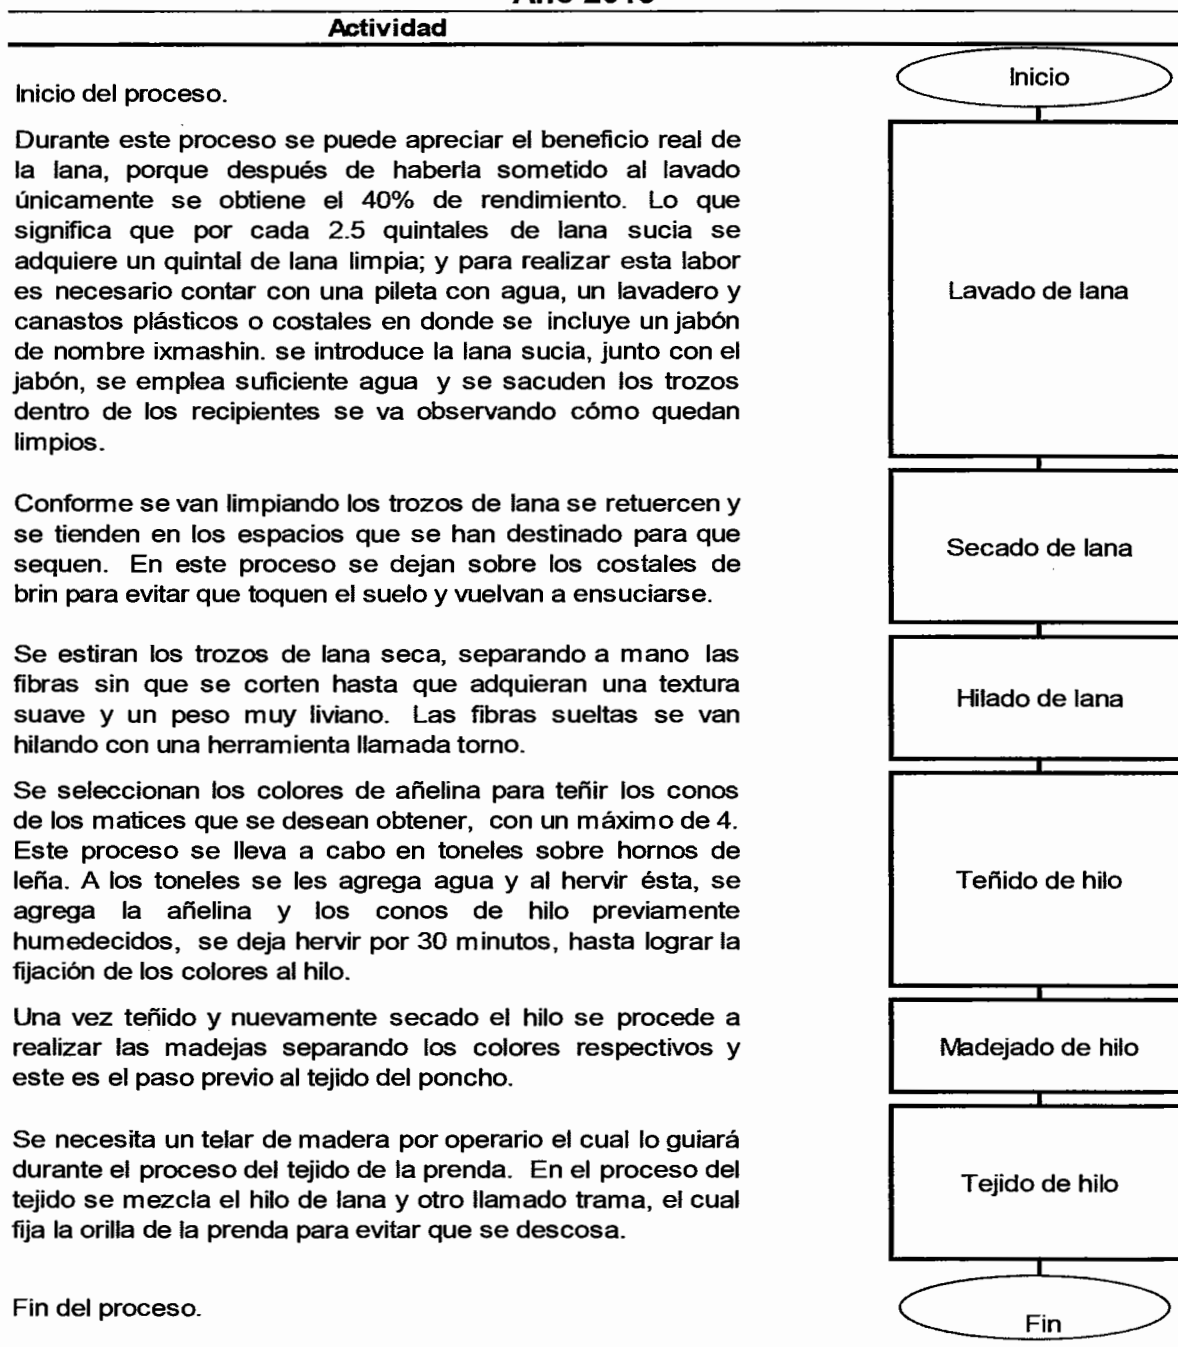 Actividad
Inicio del proceso.
Inicio
Durante este proceso se puede apreciar el beneficio real de
la lana, porque después de haberla sometido al lavado
únicamente se obtiene el 40% de rendimiento. Lo que
significa que por cada 2.5 quintales de lana sucia se
adquiere un quintal de lana limpia; y para realizar esta labor
es necesario contar con una pileta con agua, un lavadero y
canastos plásticos o costales en donde se incluye un jabón
de nombre ixmashin. se introduce la lana sucia, junto con el
jabón, se emplea suficiente agua y se sacuden los trozos
dentro de los recipientes se va observando cómo quedan
limpios.
Lavado de lana
Conforme se van limpiando los trozos de lana se retuercen y
se tienden en los espacios que se han destinado para que
sequen. En este proceso se dejan sobre los costales de
brin para evitar que toquen el suelo y vuelvan a ensuciarse.
Secado de lana
Se estiran los trozos de lana seca, separando a mano las
fibras sin que se corten hasta que adquieran una textura
suave y un peso muy liviano. Las fibras sueltas se van
hilando con una herramienta llamada torno.
Hilado de lana
Se seleccionan los colores de añelina para teñir los conos
de los matices que se desean obtener, con un máximo de 4.
Este proceso se lleva a cabo en toneles sobre hornos de
leña. A los toneles se les agrega agua y al hervir ésta, se
agrega la añelina y los conos de hilo previamente
humedecidos, se deja hervir por 30 minutos, hasta lograr la
fijación de los colores al hilo.
Teñido de hilo
Una vez teñido y nuevamente secado el hilo se procede a
realizar las madejas separando los colores respectivos y
este es el paso previo al tejido del poncho.
Madejado de hilo
Se necesita un telar de madera por operario el cual lo guiará
durante el proceso del tejido de la prenda. En el proceso del
tejido se mezcla el hilo de lana y otro llamado trama, el cual
fija la orilla de la prenda para evitar que se descosa.
Tejido de hilo
Fin del proceso.
Fin